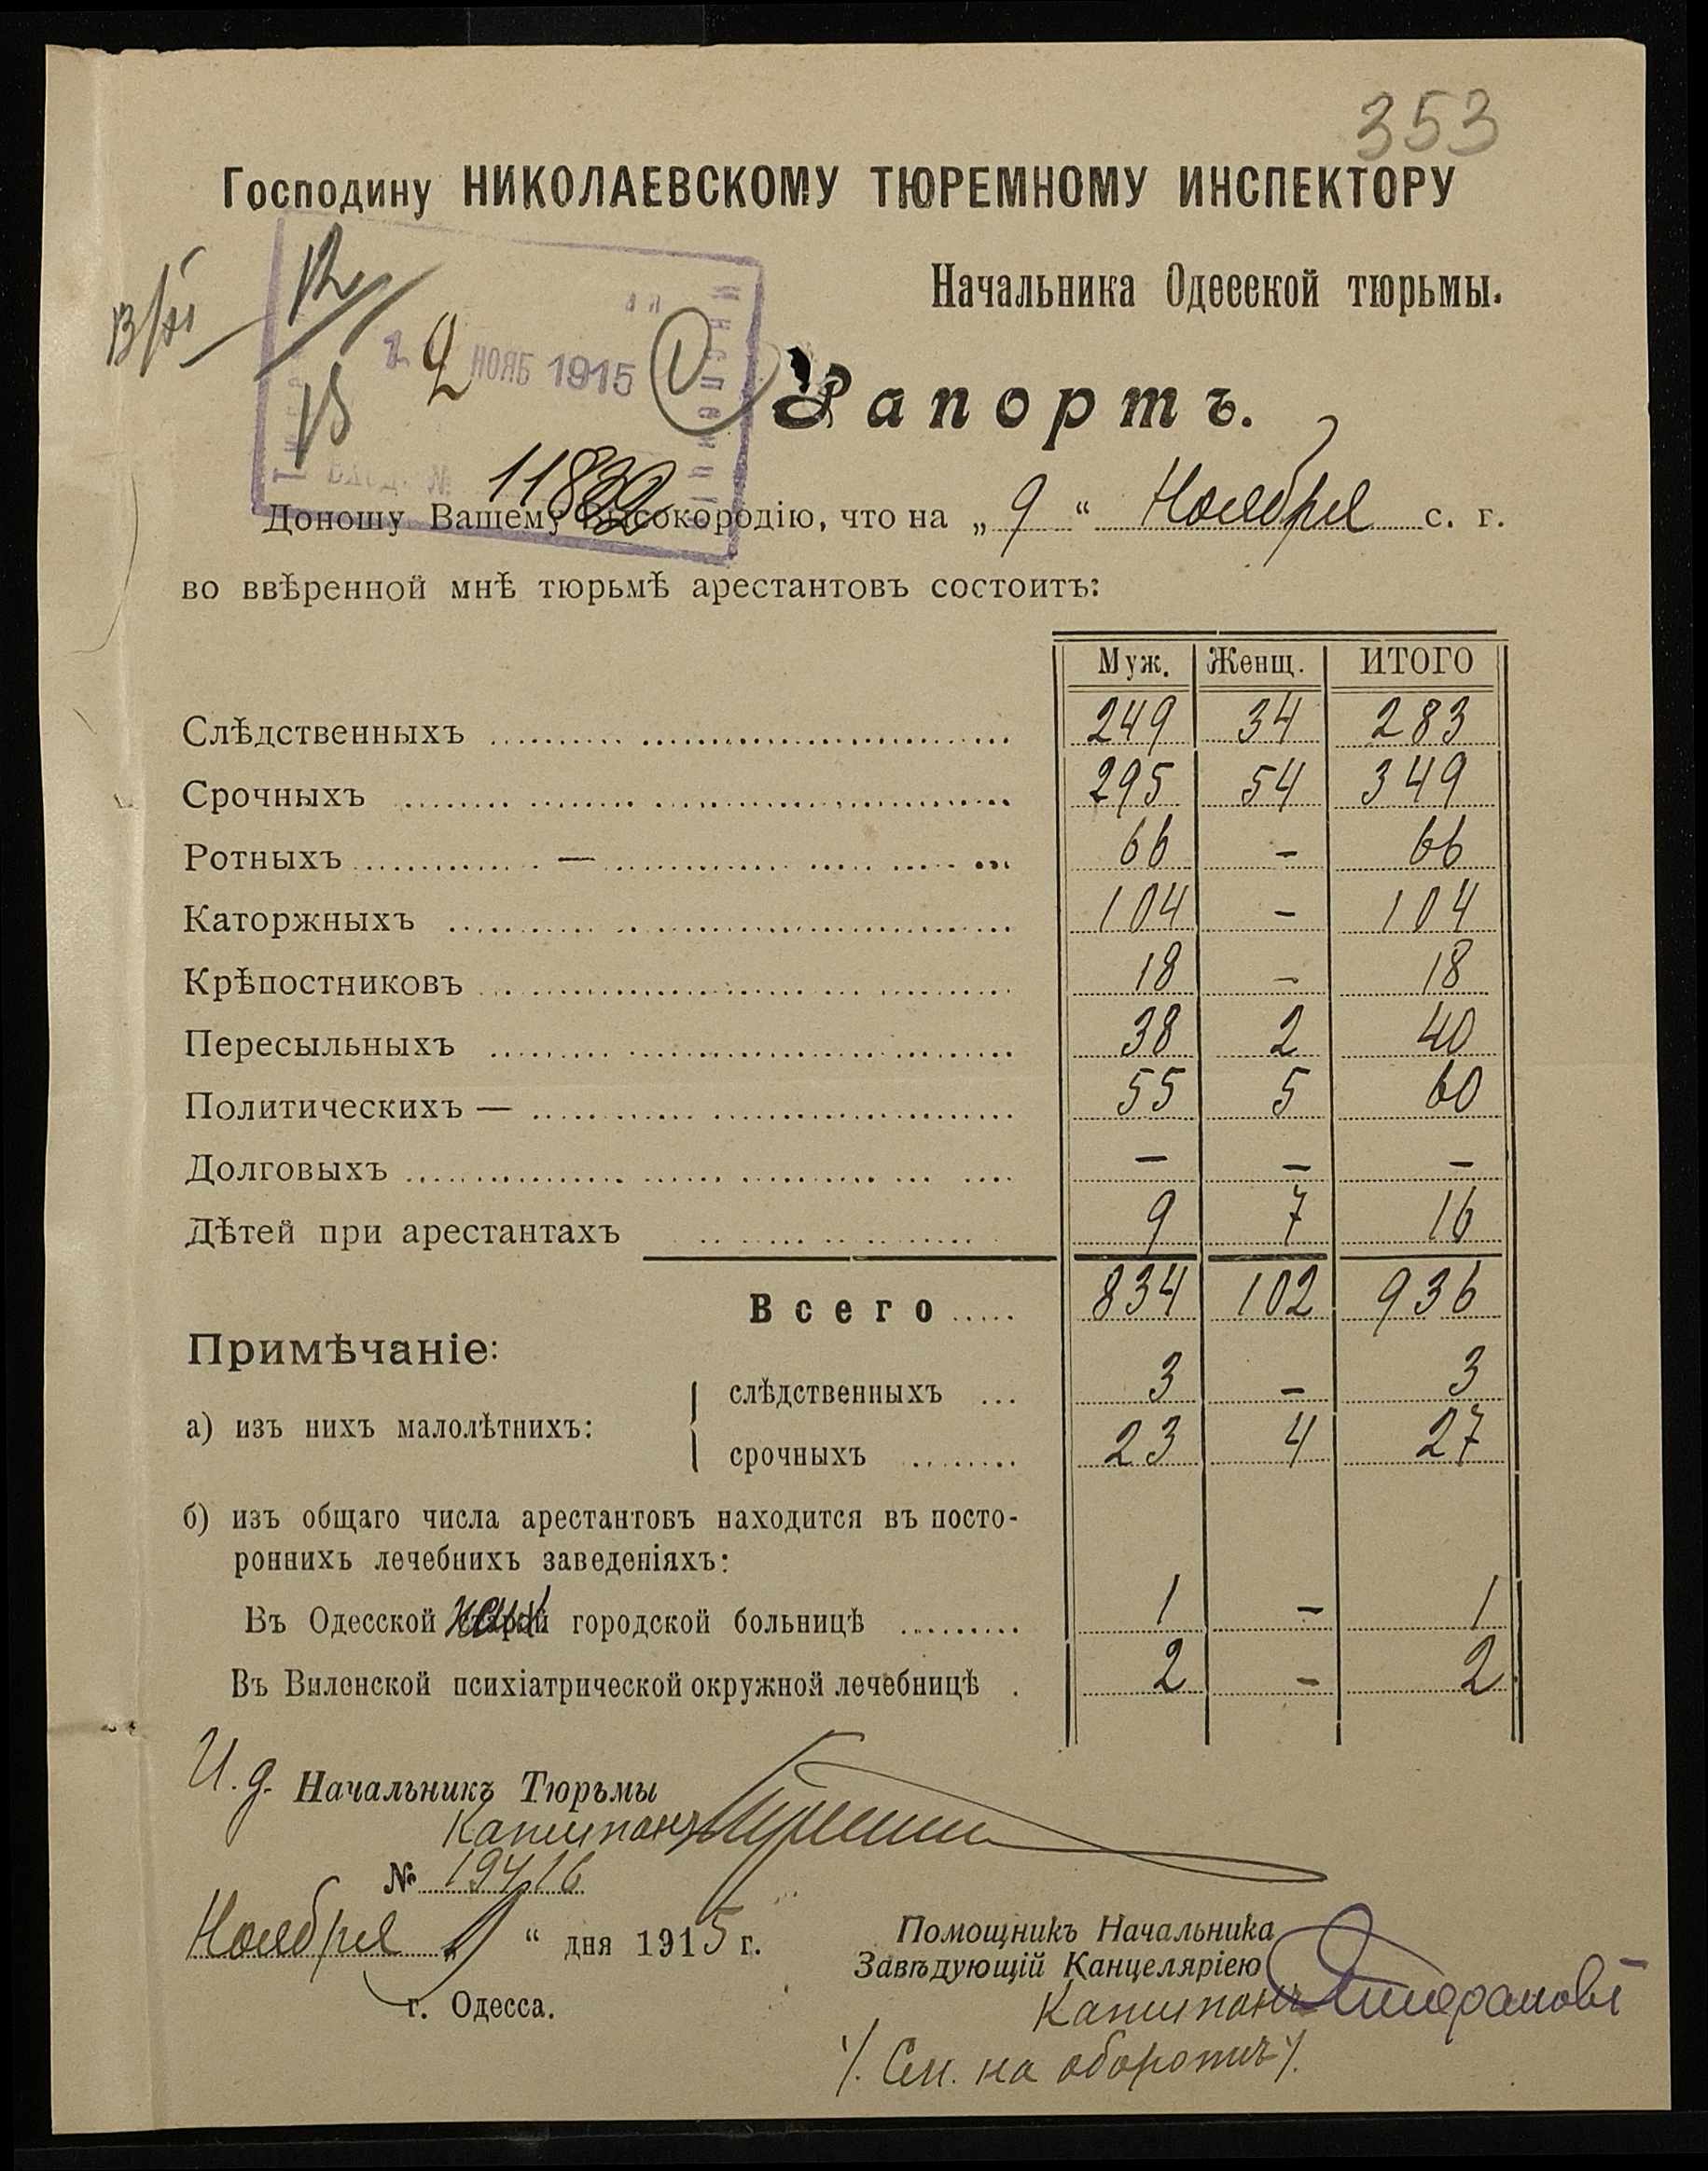 353
Господину НИКОЛАЕВСКОМУ ТЮРЕМНОМУ ИНСПЕКТОРУ
Начальника Одесской тюрьмы.
13/XI
9 НОЯБ 1915
Рапортъ.
Вход. № 11832
Доношу Вашему Высокородію, что на „ 9 “ Ноября с. г.
во ввѣренной мнѣ тюрьмѣ арестантовъ состоитъ:
Муж. Женщ. ИТОГО
Слѣдственныхъ 249 34 283
Срочныхъ 295 54 349
Ротныхъ — 66 - 66
Каторжныхъ 104 - 104
Крѣпостниковъ 18 - 18
Пересыльныхъ 38 2 40
Политическихъ — 55 5 60
Долговыхъ - - -
Дѣтей при арестантахъ 9 7 16
Всего 834 102 936
Примѣчаніе:
слѣдственныхъ 3 - 3
а) изъ нихъ малолѣтнихъ:
срочныхъ 23 4 27
б) изъ общаго числа арестантовъ находится въ посто-
роннихъ лечебнихъ заведеніяхъ:
Въ Одесской городской больницѣ 1 - 1
Въ Виленской психіатрической окружной лечебницѣ 2 - 2
И. д. Начальникъ Тюрьмы
Капитанъ
№ 19416
Ноября 9 “ дня 1915 г.
г. Одесса.
Помощникъ Начальника
Завѣдующій Канцеляріею
Капитанъ
/. См. на оборотѣ /.